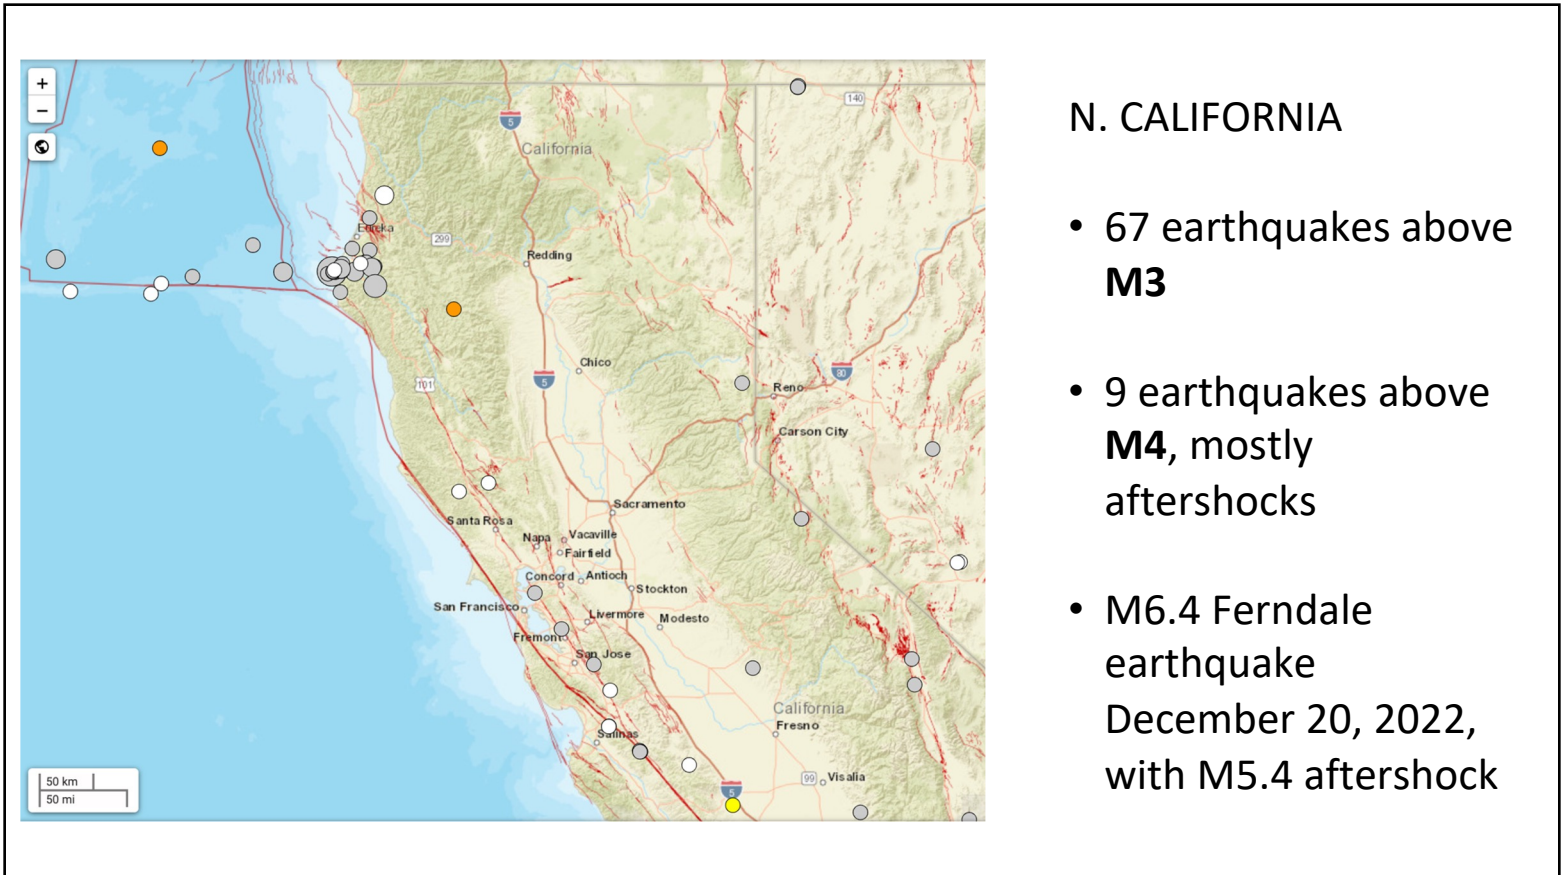 +
−
140
5
California
Eureka
299
Redding
Chico
101
5
80
Reno
Carson City
Sacramento
Santa Rosa
Napa
Vacaville
Fairfield
Concord
Antioch
Stockton
San Francisco
Livermore
Modesto
Fremont
San Jose
California
Fresno
Salinas
99
Visalia
5
50 km
50 mi
N. CALIFORNIA
• 67 earthquakes above
M3
• 9 earthquakes above
M4, mostly
aftershocks
• M6.4 Ferndale
earthquake
December 20, 2022,
with M5.4 aftershock